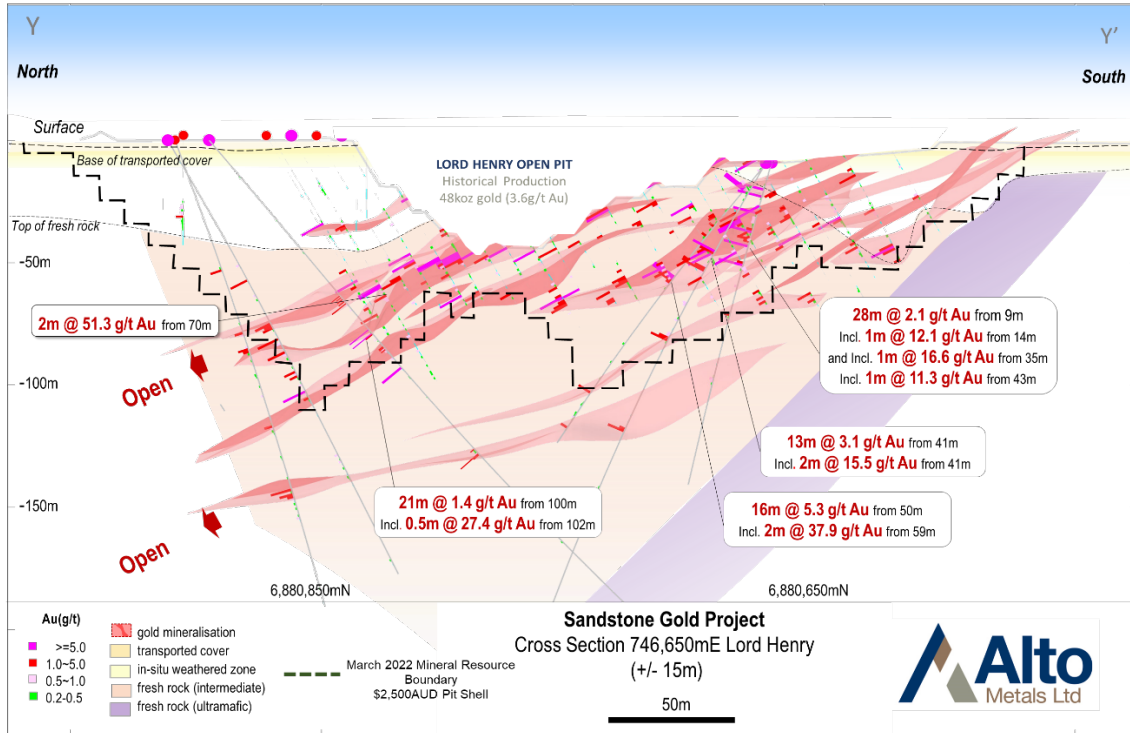 Y
Y'
North
South
Surface
Base of transported cover
LORD HENRY OPEN PIT
Historical Production
48koz gold (3.6g/t Au)
Top of fresh rock
-50m
2m @ 51.3 g/t Au from 70m
28m @ 2.1 g/t Au from 9m
Incl. 1m @ 12.1 g/t Au from 14m
and Incl. 1m @ 16.6 g/t Au from 35m
Incl. 1m @ 11.3 g/t Au from 43m
Open
-100m
13m @ 3.1 g/t Au from 41m
Incl. 2m @ 15.5 g/t Au from 41m
21m @ 1.4 g/t Au from 100m
Incl. 0.5m @ 27.4 g/t Au from 102m
16m @ 5.3 g/t Au from 50m
Incl. 2m @ 37.9 g/t Au from 59m
-150m
Open
6,880,850mN
6,880,650mN
Au(g/t)
>=5.0
1.0~5.0
0.5~1.0
0.2-0.5
gold mineralisation
transported cover
in-situ weathered zone
fresh rock (intermediate)
fresh rock (ultramafic)
March 2022 Mineral Resource
Boundary
$2,500AUD Pit Shell
Sandstone Gold Project
Cross Section 746,650mE Lord Henry
(+/- 15m)
50m
Alto
Metals Ltd